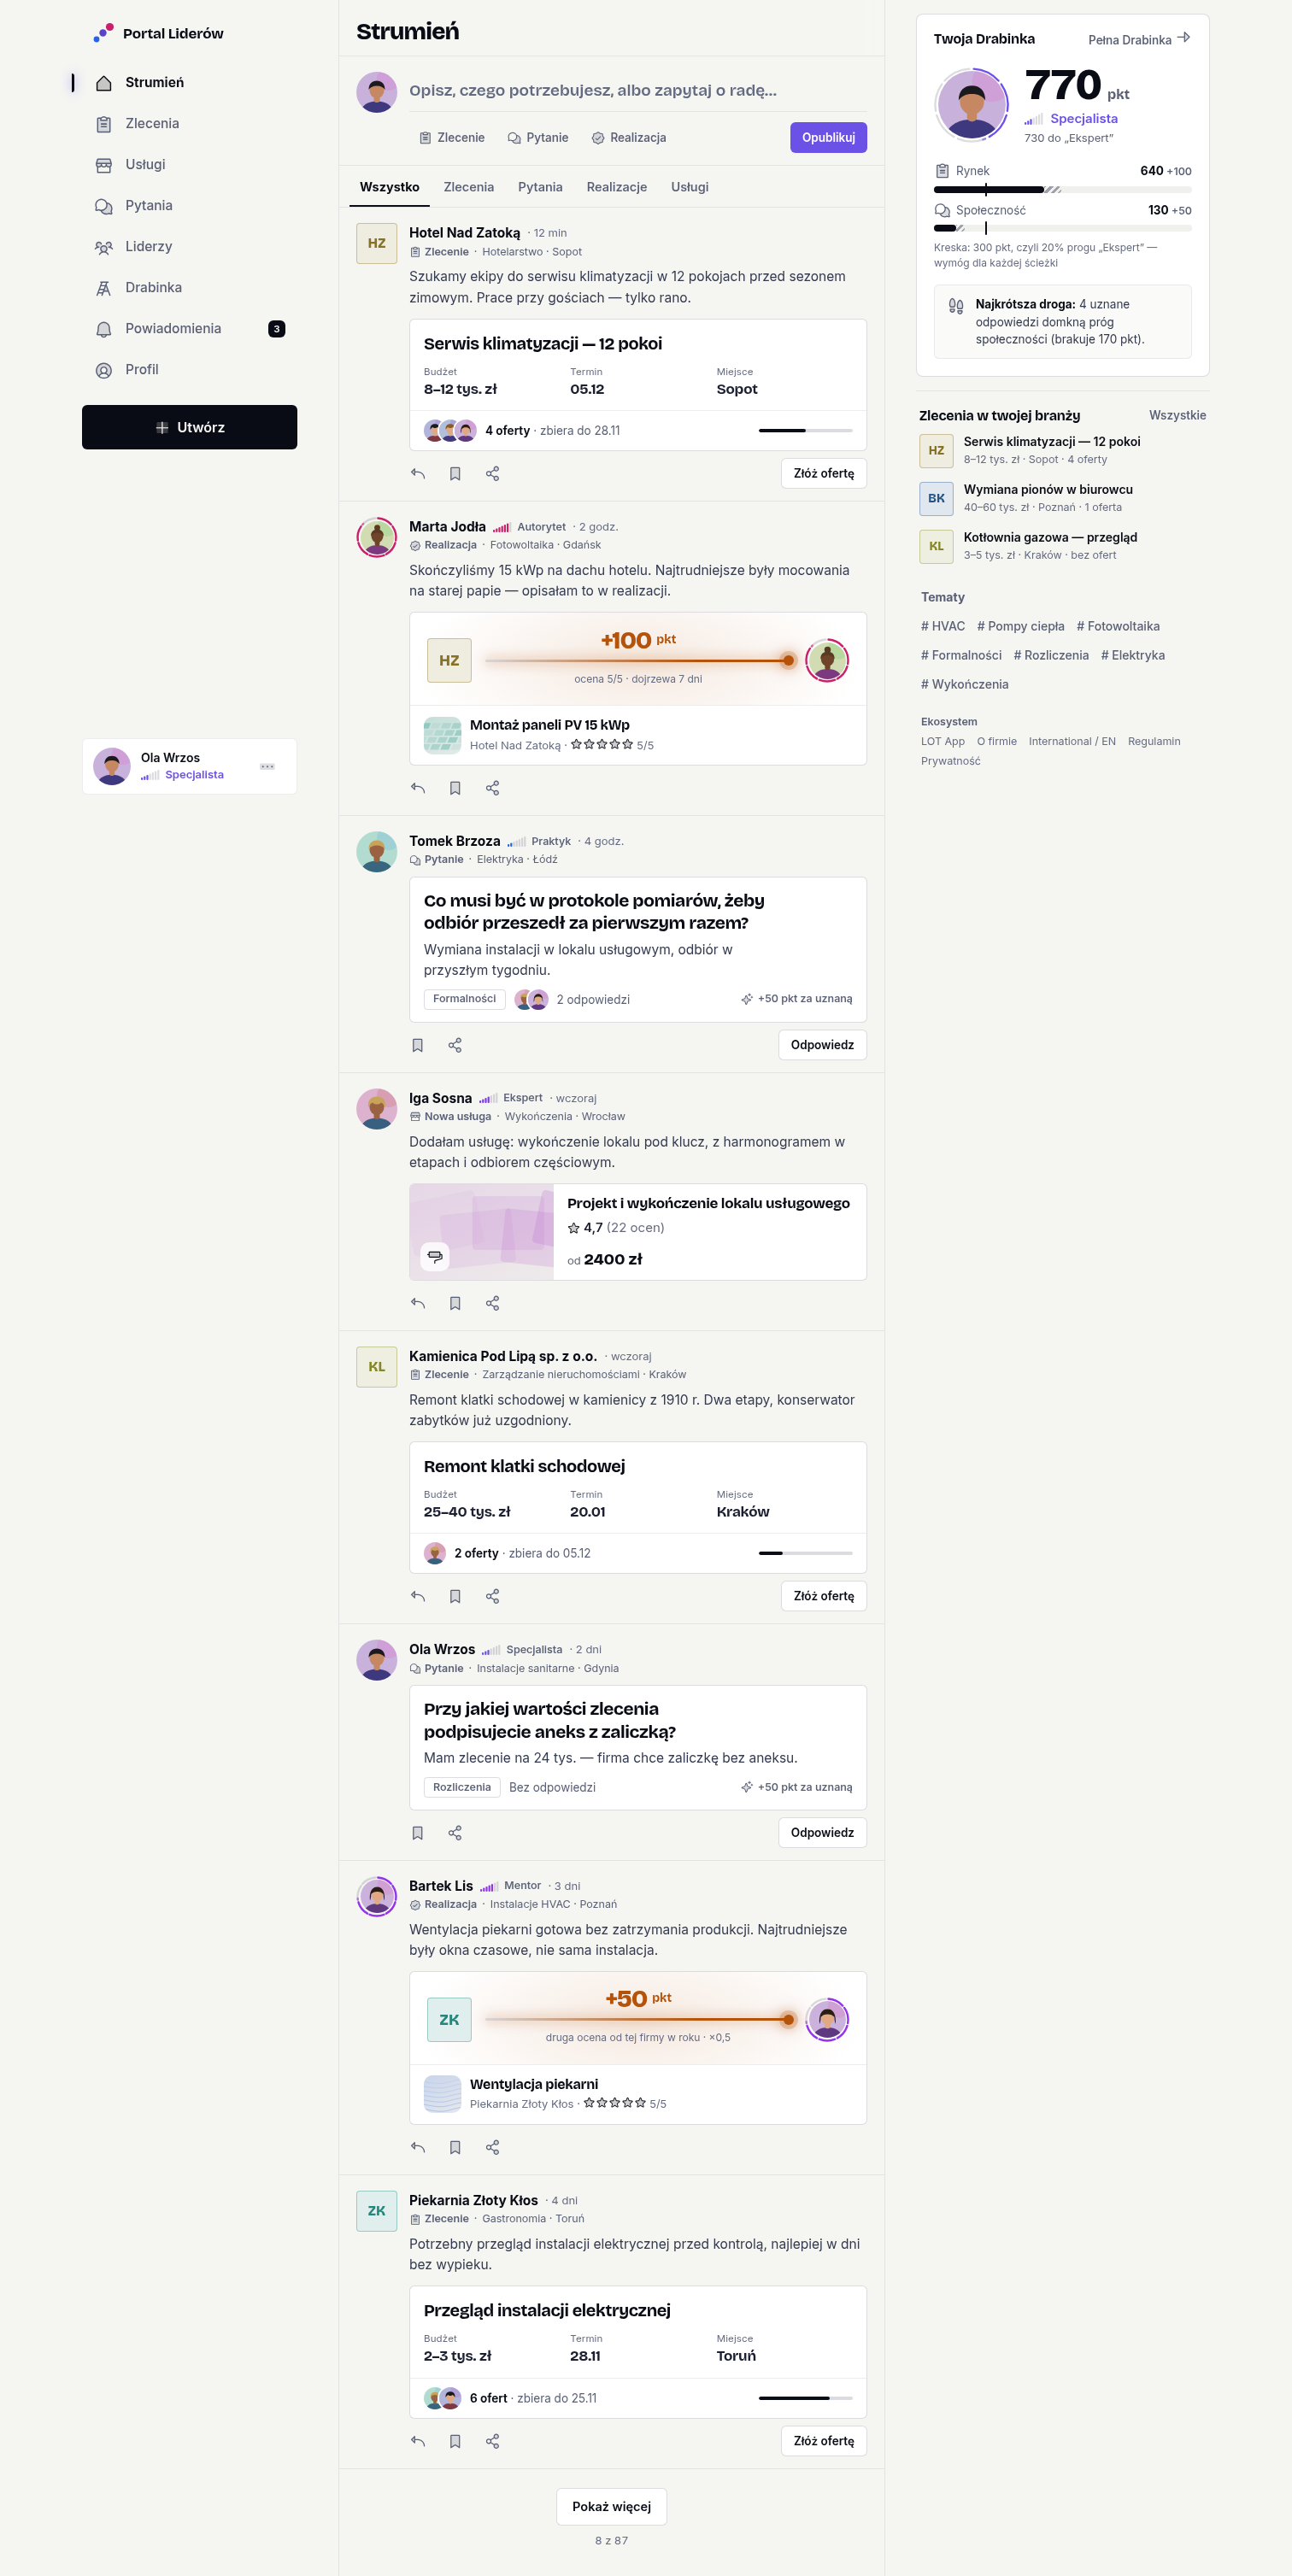 Portal Liderów
Strumień
Zlecenia
Usługi
Pytania
Liderzy
Drabinka
Powiadomienia 3
Profil
Utwórz
Ola Wrzos
Specjalista
Strumień
Opisz, czego potrzebujesz, albo zapytaj o radę...
Zlecenie Pytanie Realizacja Opublikuj
Wszystko Zlecenia Pytania Realizacje Usługi
HZ
Hotel Nad Zatoką · 12 min
Zlecenie · Hotelarstwo · Sopot
Szukamy ekipy do serwisu klimatyzacji w 12 pokojach przed sezonem
zimowym. Prace przy gościach — tylko rano.
Serwis klimatyzacji — 12 pokoi
Budżet Termin Miejsce
8–12 tys. zł 05.12 Sopot
4 oferty · zbiera do 28.11
Złóż ofertę
Marta Jodła Autorytet · 2 godz.
Realizacja · Fotowoltaika · Gdańsk
Skończyliśmy 15 kWp na dachu hotelu. Najtrudniejsze były mocowania
na starej papie — opisałam to w realizacji.
+100 pkt
HZ
ocena 5/5 · dojrzewa 7 dni
Montaż paneli PV 15 kWp
Hotel Nad Zatoką · 5/5
Tomek Brzoza Praktyk · 4 godz.
Pytanie · Elektryka · Łódź
Co musi być w protokole pomiarów, żeby
odbiór przeszedł za pierwszym razem?
Wymiana instalacji w lokalu usługowym, odbiór w
przyszłym tygodniu.
Formalności 2 odpowiedzi +50 pkt za uznaną
Odpowiedz
Iga Sosna Ekspert · wczoraj
Nowa usługa · Wykończenia · Wrocław
Dodałam usługę: wykończenie lokalu pod klucz, z harmonogramem w
etapach i odbiorem częściowym.
Projekt i wykończenie lokalu usługowego
4,7 (22 ocen)
od 2400 zł
KL
Kamienica Pod Lipą sp. z o.o. · wczoraj
Zlecenie · Zarządzanie nieruchomościami · Kraków
Remont klatki schodowej w kamienicy z 1910 r. Dwa etapy, konserwator
zabytków już uzgodniony.
Remont klatki schodowej
Budżet Termin Miejsce
25–40 tys. zł 20.01 Kraków
2 oferty · zbiera do 05.12
Złóż ofertę
Ola Wrzos Specjalista · 2 dni
Pytanie · Instalacje sanitarne · Gdynia
Przy jakiej wartości zlecenia
podpisujecie aneks z zaliczką?
Mam zlecenie na 24 tys. — firma chce zaliczkę bez aneksu.
Rozliczenia Bez odpowiedzi +50 pkt za uznaną
Odpowiedz
Bartek Lis Mentor · 3 dni
Realizacja · Instalacje HVAC · Poznań
Wentylacja piekarni gotowa bez zatrzymania produkcji. Najtrudniejsze
były okna czasowe, nie sama instalacja.
+50 pkt
ZK
druga ocena od tej firmy w roku · ×0,5
Wentylacja piekarni
Piekarnia Złoty Kłos · 5/5
ZK
Piekarnia Złoty Kłos · 4 dni
Zlecenie · Gastronomia · Toruń
Potrzebny przegląd instalacji elektrycznej przed kontrolą, najlepiej w dni
bez wypieku.
Przegląd instalacji elektrycznej
Budżet Termin Miejsce
2–3 tys. zł 28.11 Toruń
6 ofert · zbiera do 25.11
Złóż ofertę
Pokaż więcej
8 z 87
Twoja Drabinka Pełna Drabinka
770 pkt
Specjalista
730 do „Ekspert”
Rynek 640 +100
Społeczność 130 +50
Kreska: 300 pkt, czyli 20% progu „Ekspert” —
wymóg dla każdej ścieżki
Najkrótsza droga: 4 uznane
odpowiedzi domkną próg
społeczności (brakuje 170 pkt).
Zlecenia w twojej branży Wszystkie
HZ
Serwis klimatyzacji — 12 pokoi
8–12 tys. zł · Sopot · 4 oferty
BK
Wymiana pionów w biurowcu
40–60 tys. zł · Poznań · 1 oferta
KL
Kotłownia gazowa — przegląd
3–5 tys. zł · Kraków · bez ofert
Tematy
# HVAC # Pompy ciepła # Fotowoltaika
# Formalności # Rozliczenia # Elektryka
# Wykończenia
Ekosystem
LOT App O firmie International / EN Regulamin
Prywatność